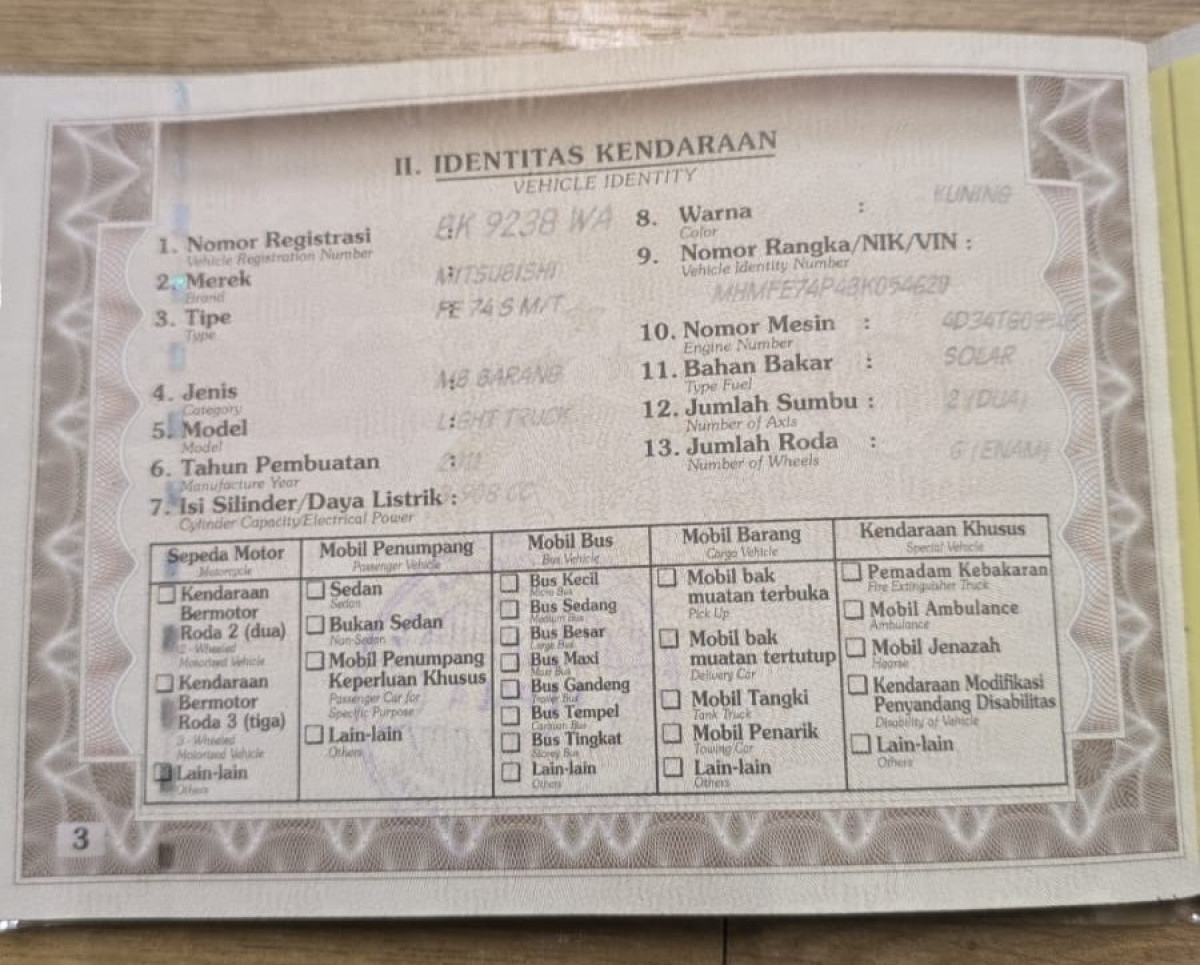 II. IDENTITAS KENDARAAN
VEHICLE IDENTITY
1. Nomor Registrasi : BK 9238 WA
Vehicle Registration Number
2. Merek : MITSUBISHI
Brand
3. Tipe : FE 74 S M/T
Type
4. Jenis : MB BARANG
Category
5. Model : LIGHT TRUCK
Model
6. Tahun Pembuatan :
Manufacture Year
7. Isi Silinder/Daya Listrik : CC
Cylinder Capacity/Electrical Power
8. Warna : KUNING
Color
9. Nomor Rangka/NIK/VIN :
Vehicle Identity Number
10. Nomor Mesin :
Engine Number
11. Bahan Bakar : SOLAR
Type Fuel
12. Jumlah Sumbu : 2 (DUA)
Number of Axis
13. Jumlah Roda : 6 (ENAM)
Number of Wheels
Sepeda Motor
Motorcycle
Kendaraan
Bermotor
Roda 2 (dua)
2 - Wheeled
Motorized Vehicle
Kendaraan
Bermotor
Roda 3 (tiga)
3 - Wheeled
Motorized Vehicle
Lain-lain
Others
Mobil Penumpang
Passenger Vehicle
Sedan
Sedan
Bukan Sedan
Non-Sedan
Mobil Penumpang
Keperluan Khusus
Passenger Car for
Specific Purpose
Lain-lain
Others
Mobil Bus
Bus Vehicle
Bus Kecil
Micro Bus
Bus Sedang
Medium Bus
Bus Besar
Large Bus
Bus Maxi
Maxi Bus
Bus Gandeng
Bus Tempel
Caravan Bus
Bus Tingkat
Storey Bus
Lain-lain
Others
Mobil Barang
Cargo Vehicle
Mobil bak
muatan terbuka
Pick Up
Mobil bak
muatan tertutup
Delivery Car
Mobil Tangki
Tank Truck
Mobil Penarik
Towing Car
Lain-lain
Others
Kendaraan Khusus
Special Vehicle
Pemadam Kebakaran
Fire Extinguisher Truck
Mobil Ambulance
Ambulance
Mobil Jenazah
Hearse
Kendaraan Modifikasi
Penyandang Disabilitas
Disability of Vehicle
Lain-lain
Others
3